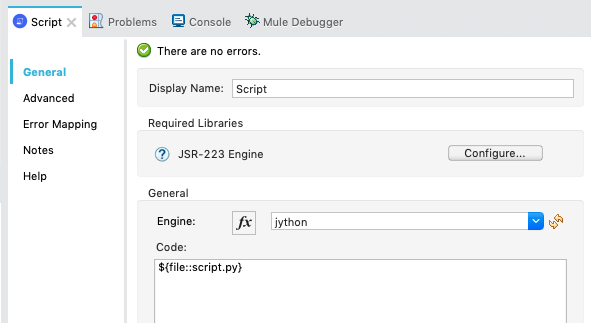 Script Problems Console Mule Debugger
There are no errors.
General
Advanced
Error Mapping
Notes
Help
Display Name: Script
Required Libraries
JSR-223 Engine Configure...
General
Engine: fx jython
Code:
${file::script.py}